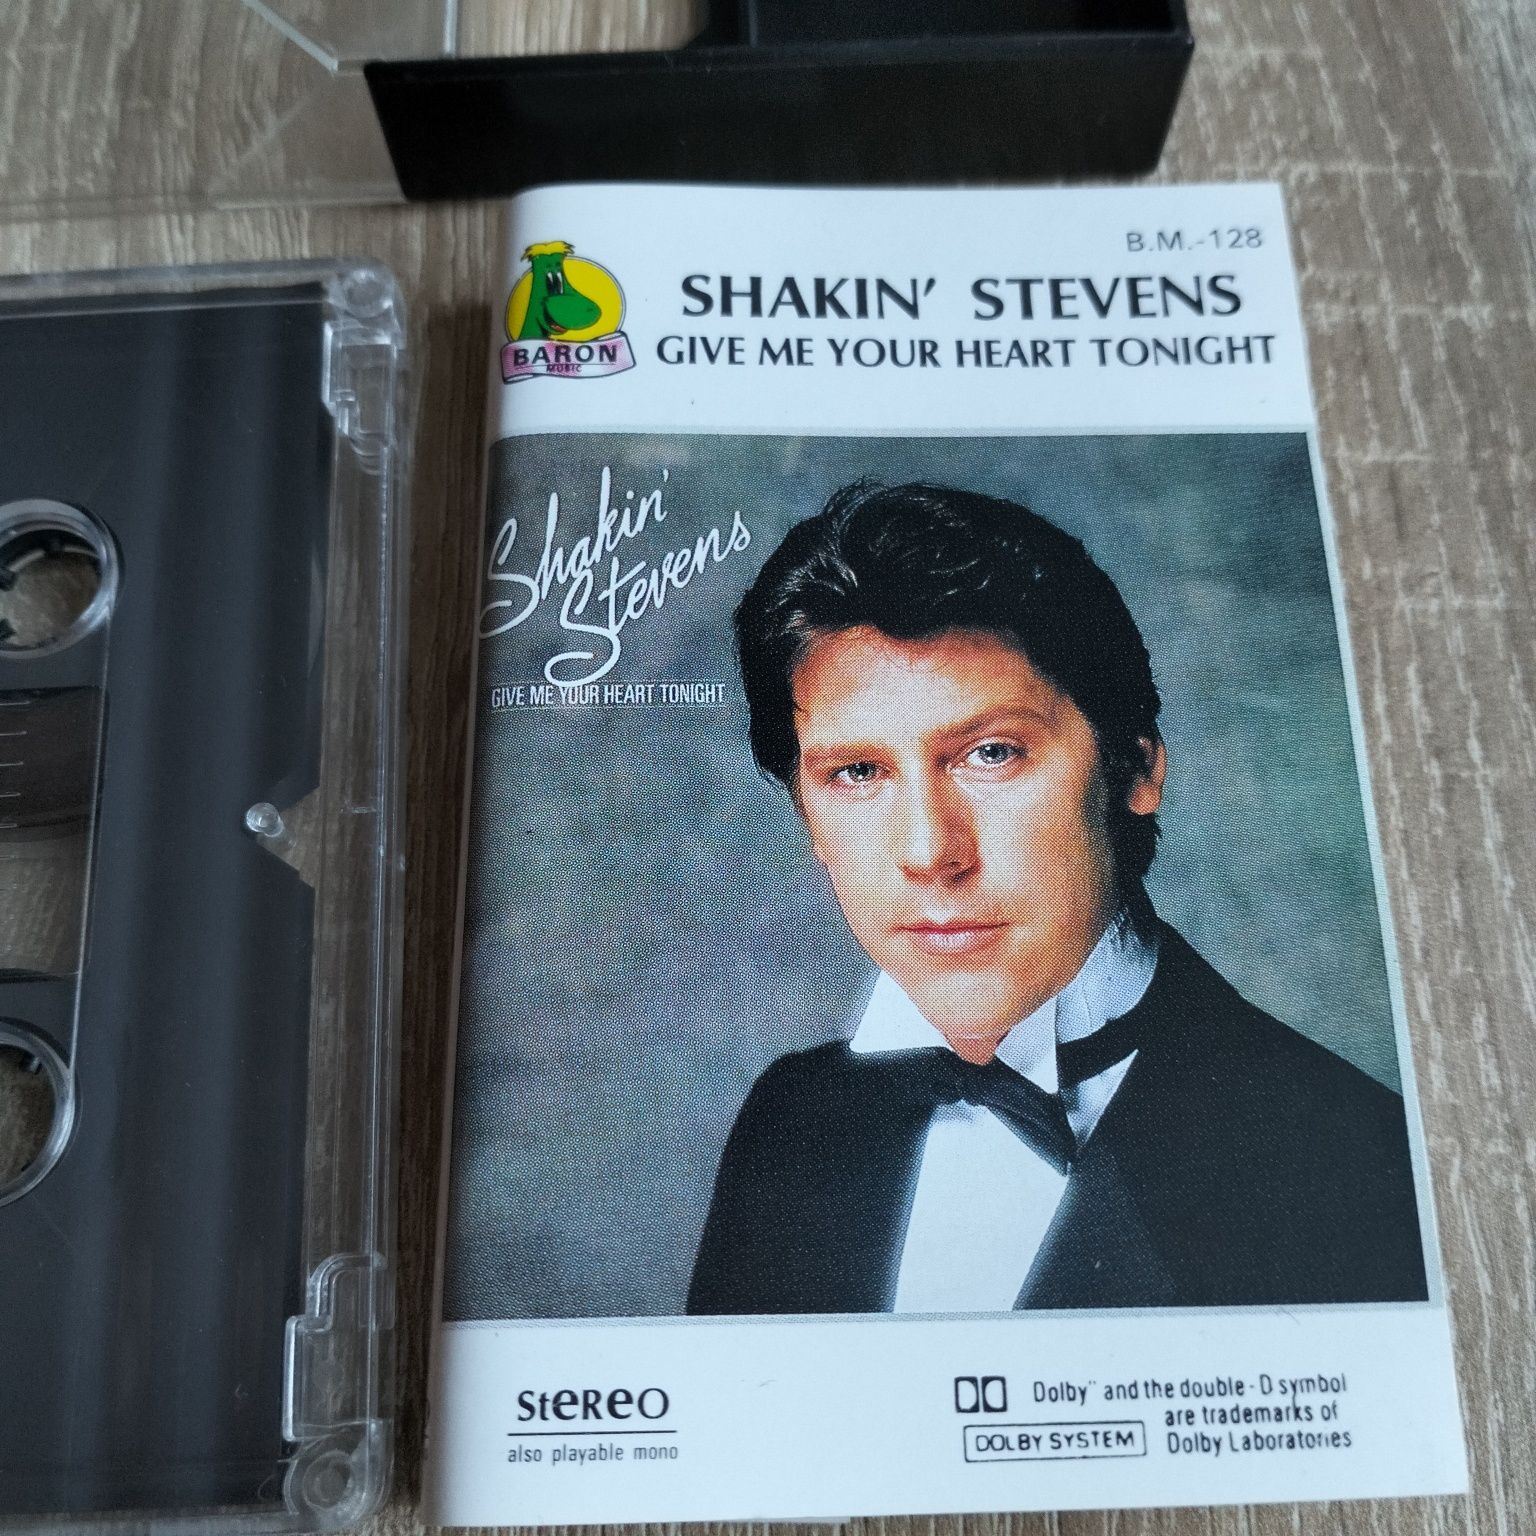 B.M.-128
SHAKIN' STEVENS
GIVE ME YOUR HEART TONIGHT
BARON
MUSIC
Shakin'
Stevens
GIVE ME YOUR HEART TONIGHT
SteReo
also playable mono
Dolby" and the double-D symbol
are trademarks of
Dolby Laboratories
DOLBY SYSTEM